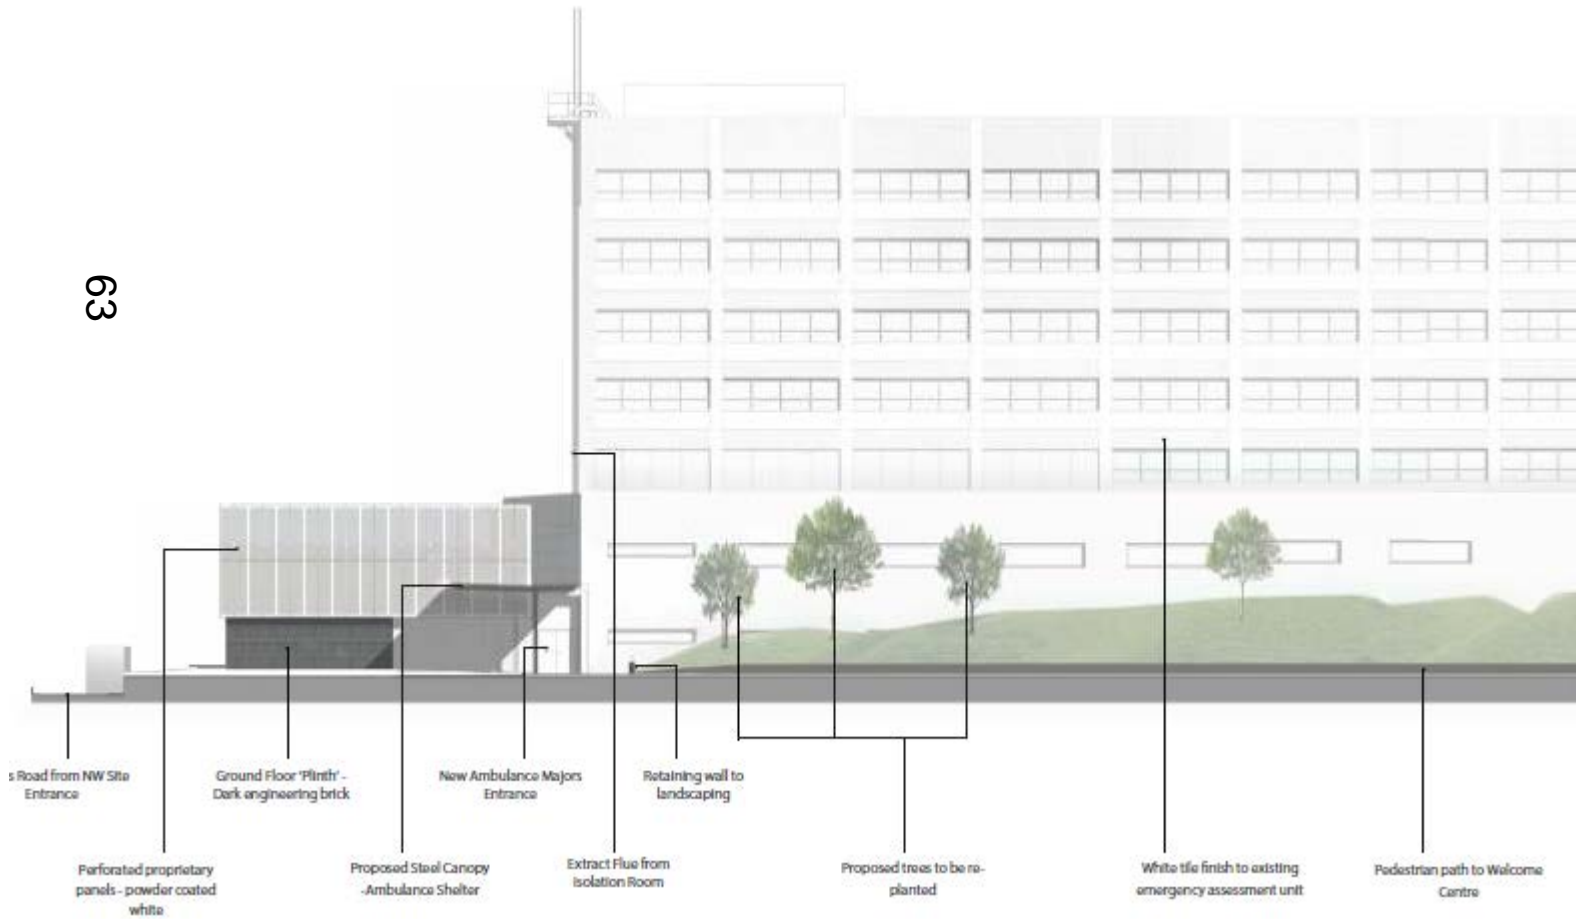 63
s Road from NW Site
Entrance
Ground Floor 'Plinth' -
Dark engineering brick
New Ambulance Majors
Entrance
Retaining wall to
landscaping
Perforated proprietary
panels - powder coated
white
Proposed Steel Canopy
-Ambulance Shelter
Extract Flue from
Isolation Room
Proposed trees to be re-
planted
White tile finish to existing
emergency assessment unit
Pedestrian path to Welcome
Centre